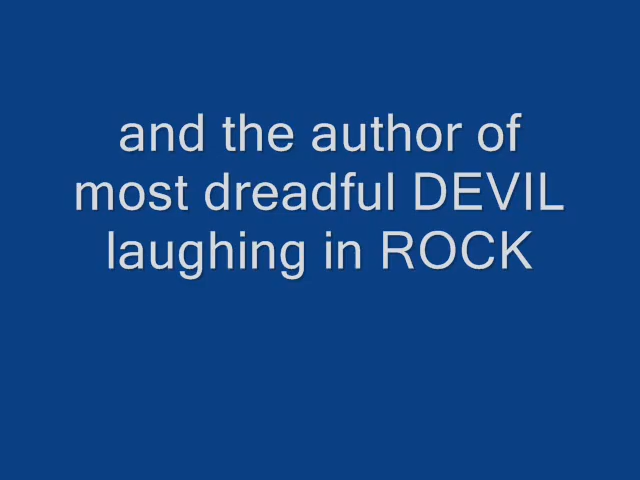 and the author of
most dreadful DEVIL
laughing in ROCK